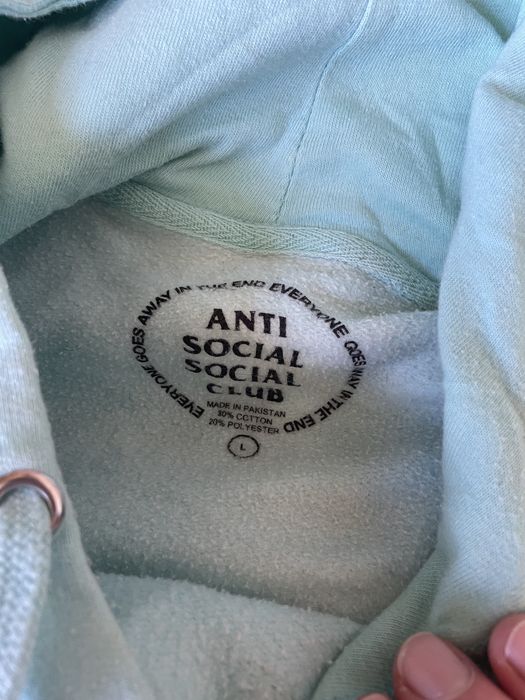 EVERYONE GOES AWAY IN THE END EVERYONE GOES AWAY IN THE END
ANTI
SOCIAL
SOCIAL
CLUB
MADE IN PAKISTAN
80% COTTON
20% POLYESTER
L